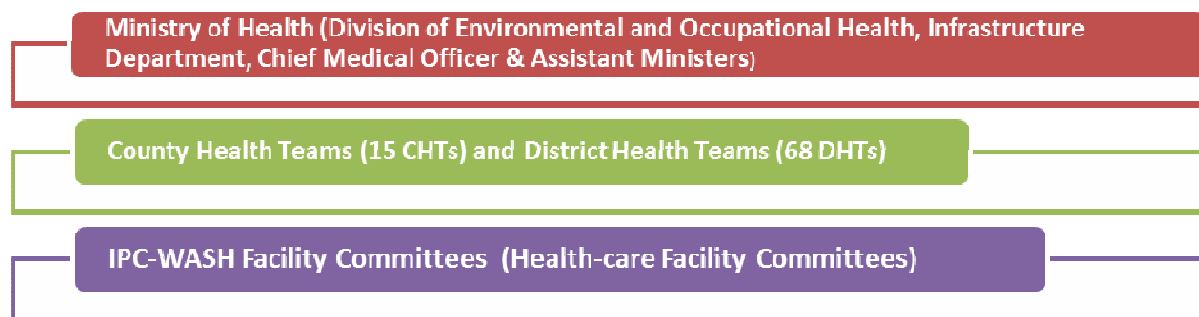 Ministry of Health (Division of Environmental and Occupational Health, Infrastructure
Department, Chief Medical Officer & Assistant Ministers)
County Health Teams (15 CHTs) and District Health Teams (68 DHTs)
IPC-WASH Facility Committees (Health-care Facility Committees)